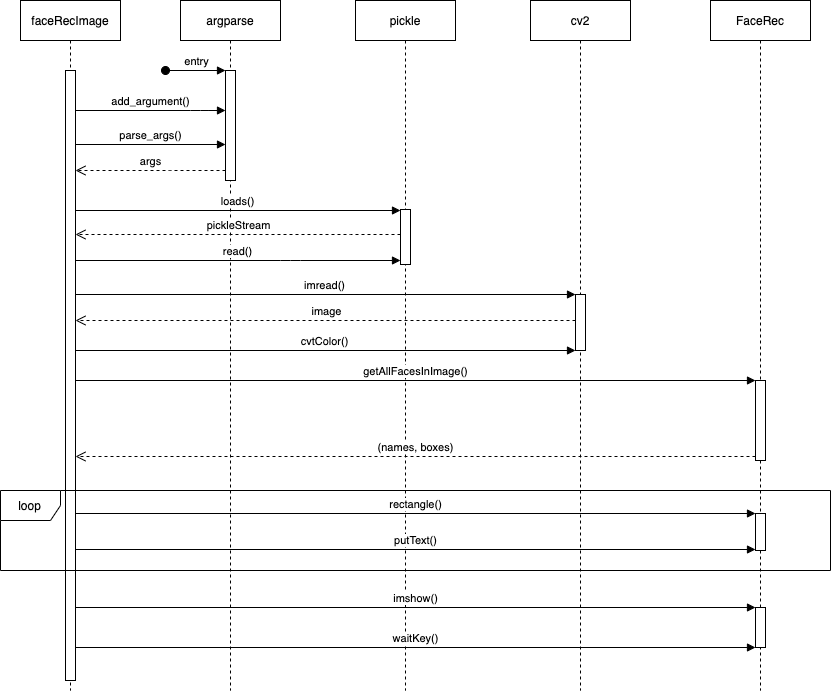 faceRecImage
argparse
pickle
cv2
FaceRec
entry
add_argument()
parse_args()
args
loads()
pickleStream
read()
imread()
image
cvtColor()
getAllFacesInImage()
(names, boxes)
loop
rectangle()
putText()
imshow()
waitKey()